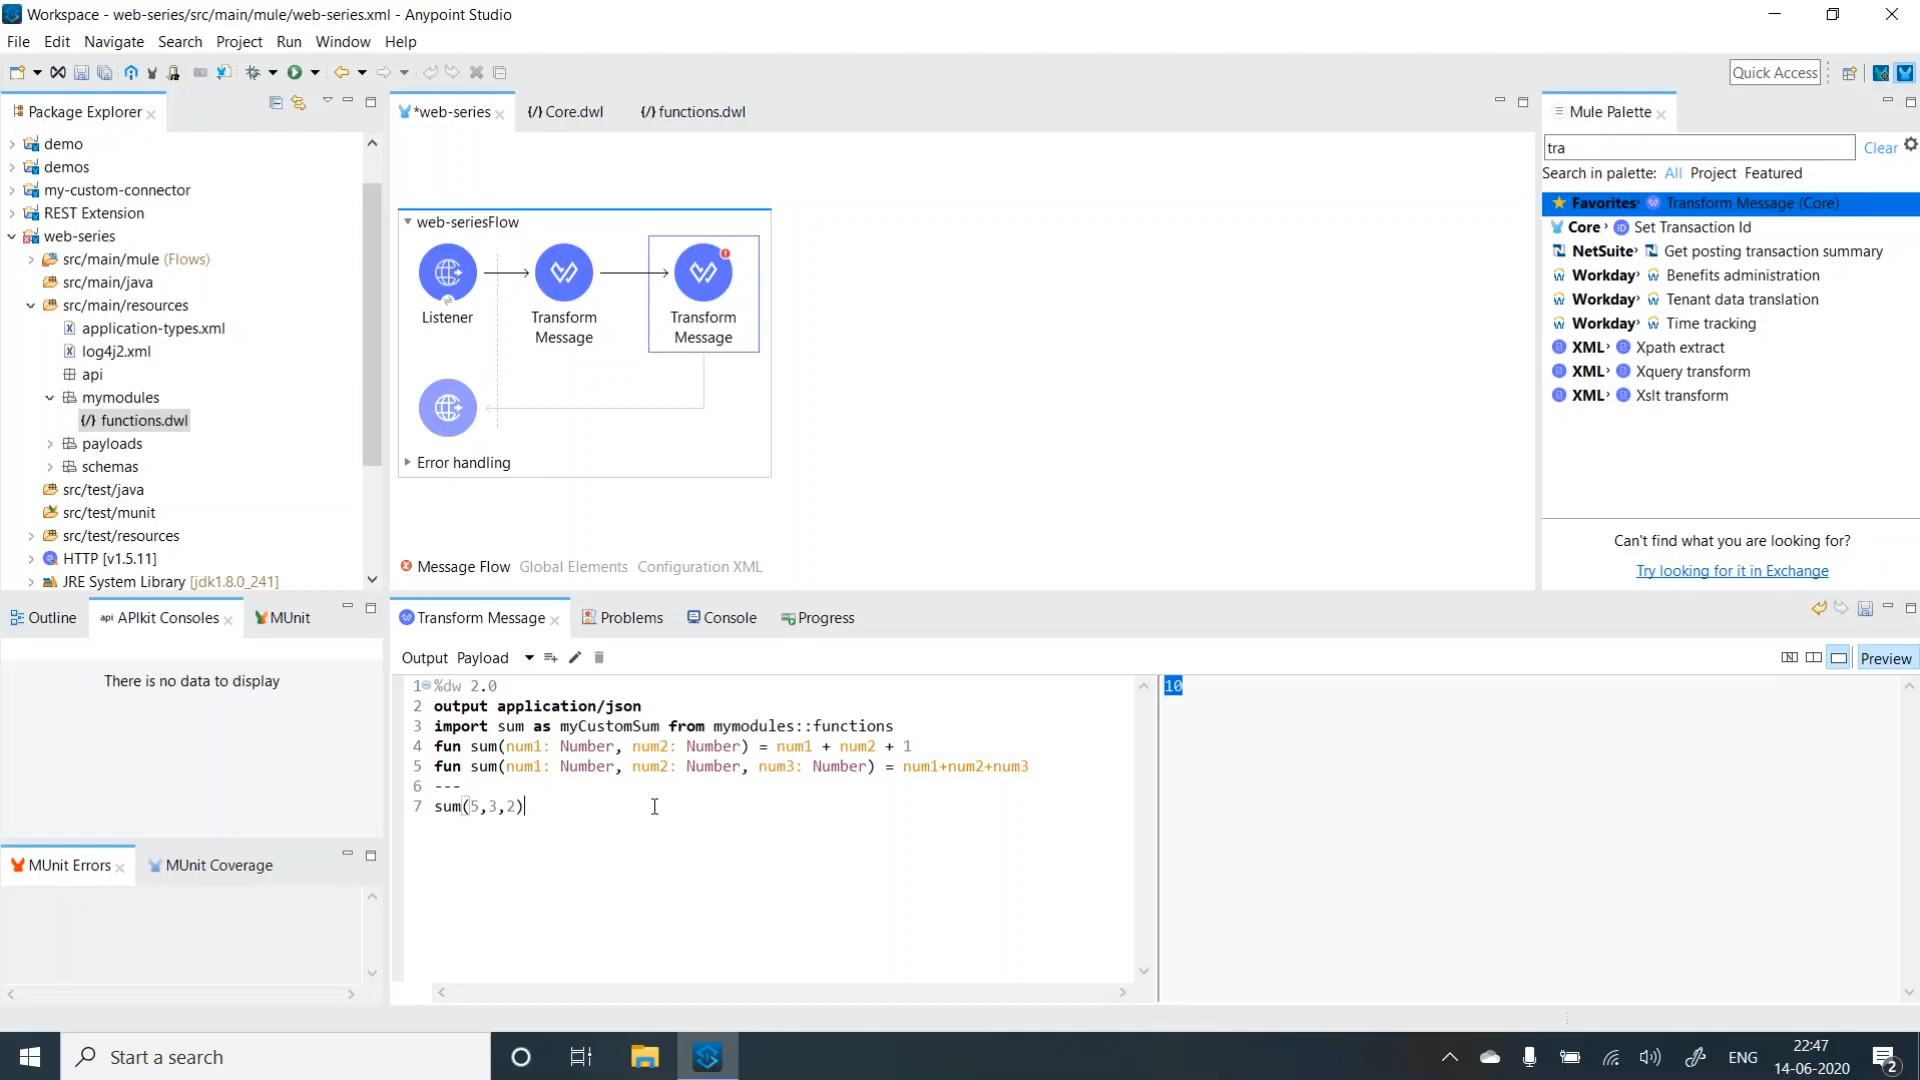 Workspace - web-series/src/main/mule/web-series.xml - Anypoint Studio
File Edit Navigate Search Project Run Window Help
Quick Access
Package Explorer
demo
demos
my-custom-connector
REST Extension
web-series
src/main/mule (Flows)
src/main/java
src/main/resources
application-types.xml
log4j2.xml
api
mymodules
functions.dwl
payloads
schemas
src/test/java
src/test/munit
src/test/resources
HTTP [v1.5.11]
JRE System Library [jdk1.8.0_241]
*web-series
Core.dwl
functions.dwl
web-seriesFlow
Listener
Transform Message
Transform Message
Error handling
Message Flow Global Elements Configuration XML
Mule Palette
tra
Clear
Search in palette: All Project Featured
Favorites Transform Message (Core)
Core Set Transaction Id
NetSuite Get posting transaction summary
Workday Benefits administration
Workday Tenant data translation
Workday Time tracking
XML Xpath extract
XML Xquery transform
XML Xslt transform
Can't find what you are looking for?
Try looking for it in Exchange
Outline
api APIkit Consoles
MUnit
There is no data to display
MUnit Errors
MUnit Coverage
Transform Message
Problems
Console
Progress
Output Payload
Preview
1 %dw 2.0
2 output application/json
3 import sum as myCustomSum from mymodules::functions
4 fun sum(num1: Number, num2: Number) = num1 + num2 + 1
5 fun sum(num1: Number, num2: Number, num3: Number) = num1+num2+num3
6 ---
7 sum(5,3,2)
10
Start a search
ENG
22:47
14-06-2020
2